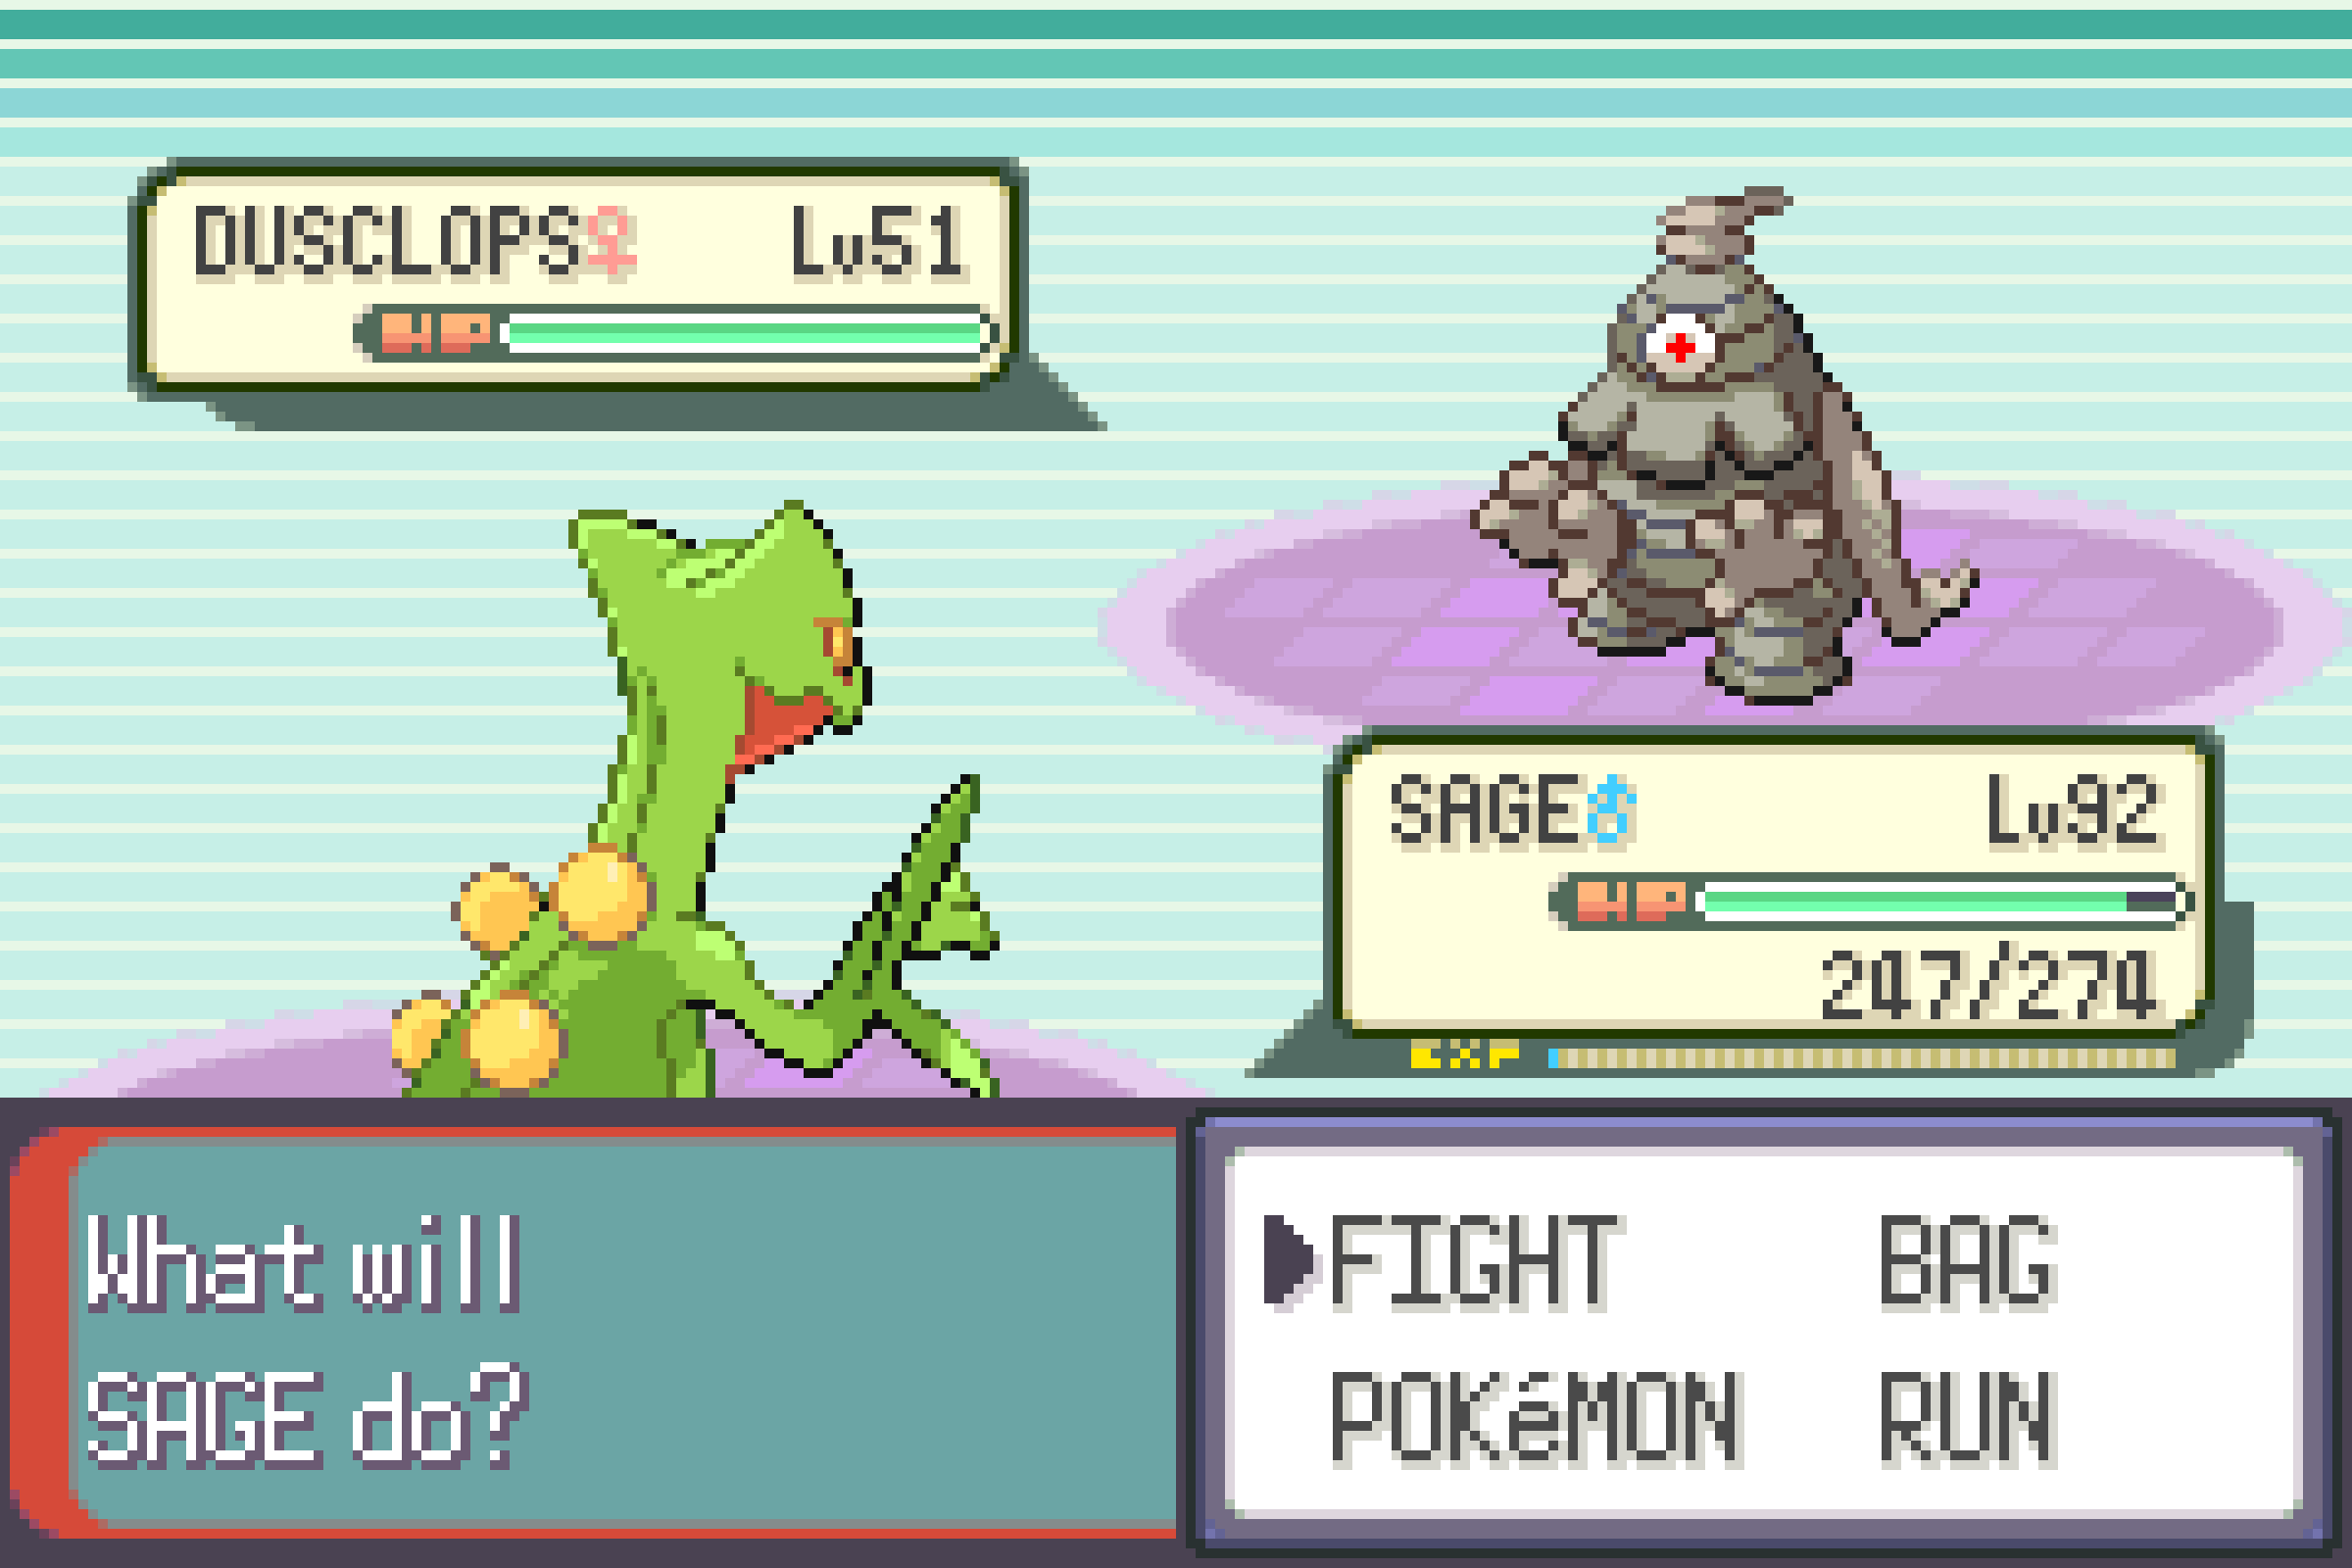 DUSCLOPS♀ Lv51
HP
SAGE♂ Lv92
HP
247/274
EXP
What will
SAGE do?
FIGHT BAG
POKéMON RUN